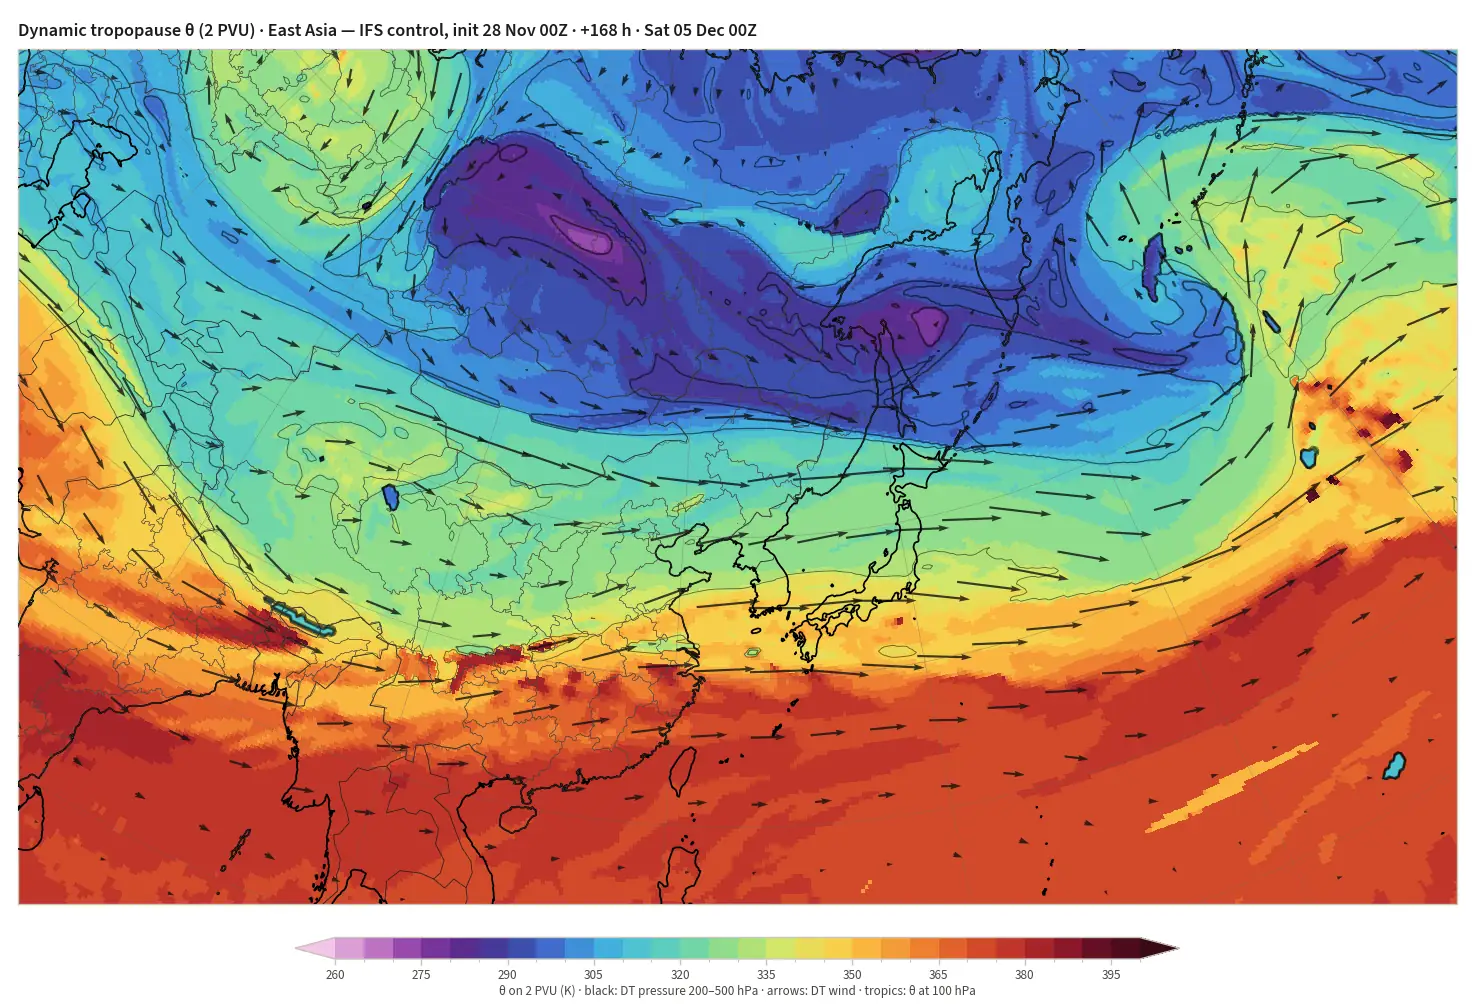 Dynamic tropopause θ (2 PVU) · East Asia — IFS control, init 28 Nov 00Z · +168 h · Sat 05 Dec 00Z
260 275 290 305 320 335 350 365 380 395
θ on 2 PVU (K) · black: DT pressure 200–500 hPa · arrows: DT wind · tropics: θ at 100 hPa